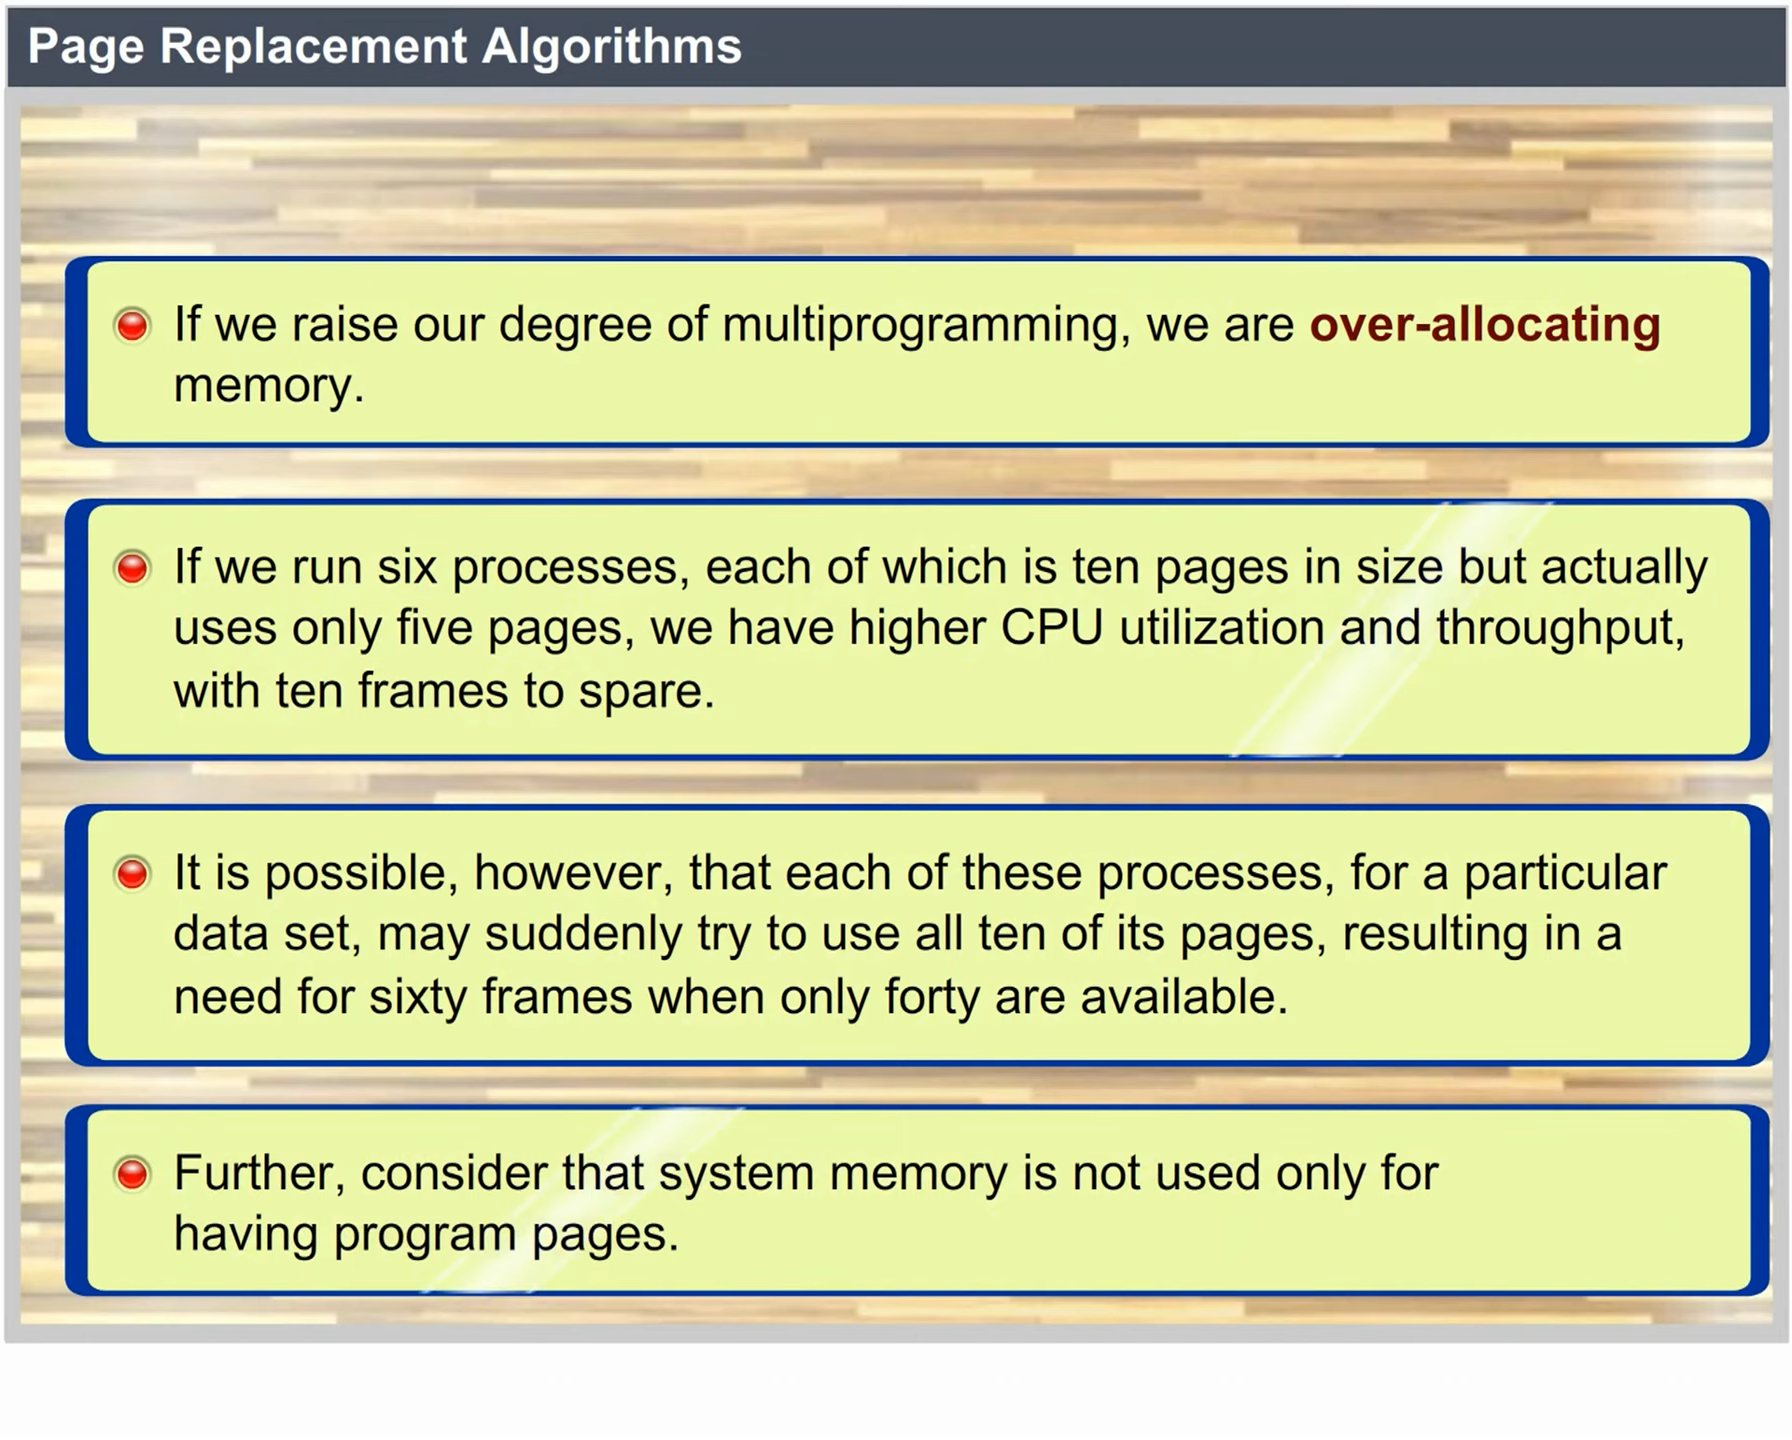 Page Replacement Algorithms
If we raise our degree of multiprogramming, we are over-allocating
memory.
If we run six processes, each of which is ten pages in size but actually
uses only five pages, we have higher CPU utilization and throughput,
with ten frames to spare.
It is possible, however, that each of these processes, for a particular
data set, may suddenly try to use all ten of its pages, resulting in a
need for sixty frames when only forty are available.
Further, consider that system memory is not used only for
having program pages.